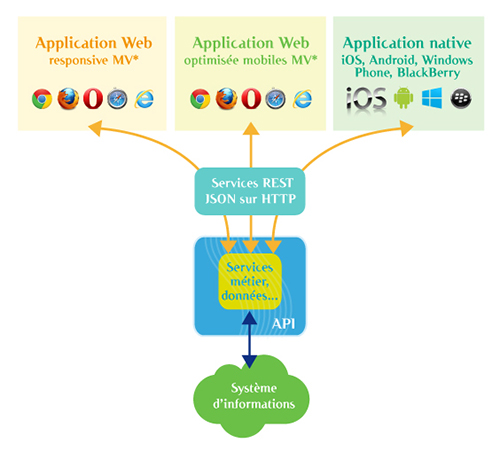 Application Web
responsive MV*
Application Web
optimisée mobiles MV*
Application native
iOS, Android, Windows
Phone, BlackBerry
iOS
Services REST
JSON sur HTTP
Services
métier,
données...
API
Système
d'informations